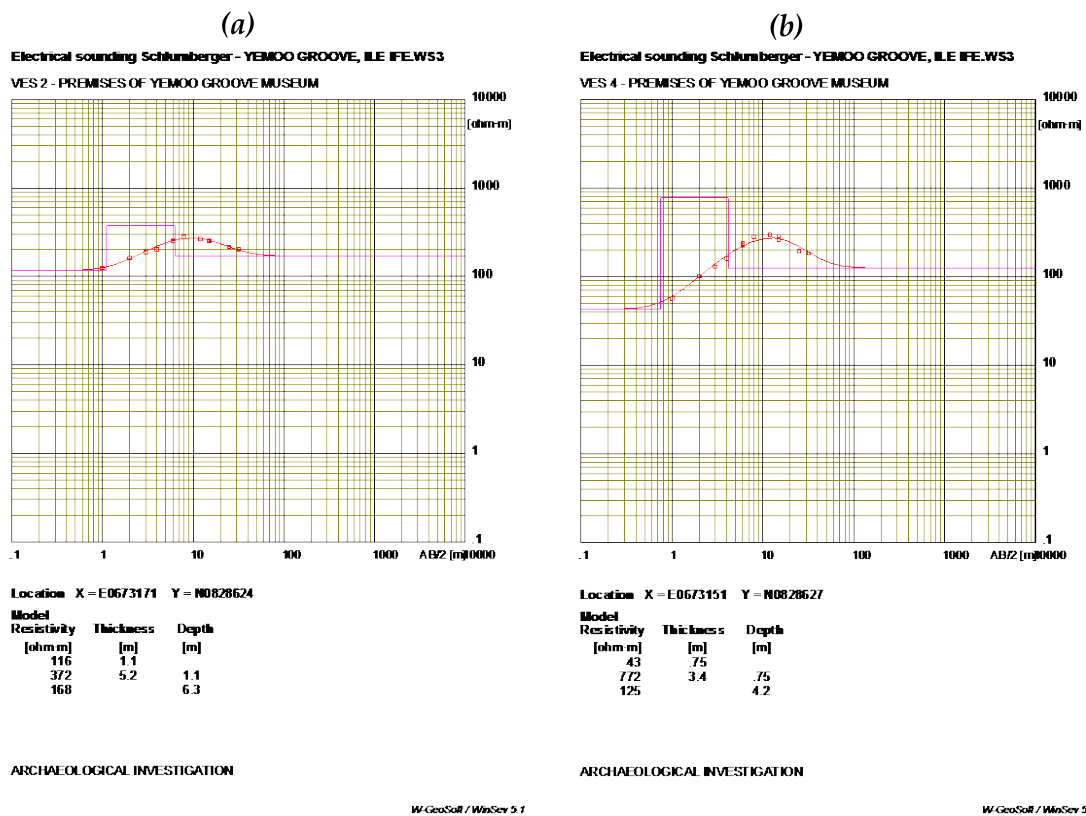 (a)
Electrical sounding Schlumberger - YEMOO GROOVE, ILE IFE.WS3
VES 2 - PREMISES OF YEMOO GROOVE MUSEUM
10000
[ohm-m]
1000
100
10
1
.1
.1 1 10 100 1000 AB/2 [m] 10000
Location X = E0673171 Y = N0828624
Model
Resistivity Thickness Depth
[ohm-m] [m] [m]
116 1.1
372 5.2 1.1
168 6.3
ARCHAEOLOGICAL INVESTIGATION
W-GeoSoft / WinSev 5.1
(b)
Electrical sounding Schlumberger - YEMOO GROOVE, ILE IFE.WS3
VES 4 - PREMISES OF YEMOO GROOVE MUSEUM
10000
[ohm-m]
1000
100
10
1
.1
.1 1 10 100 1000 AB/2 [m] 10000
Location X = E0673151 Y = N0828627
Model
Resistivity Thickness Depth
[ohm-m] [m] [m]
43 .75
772 3.4 .75
125 4.2
ARCHAEOLOGICAL INVESTIGATION
W-GeoSoft / WinSev 5